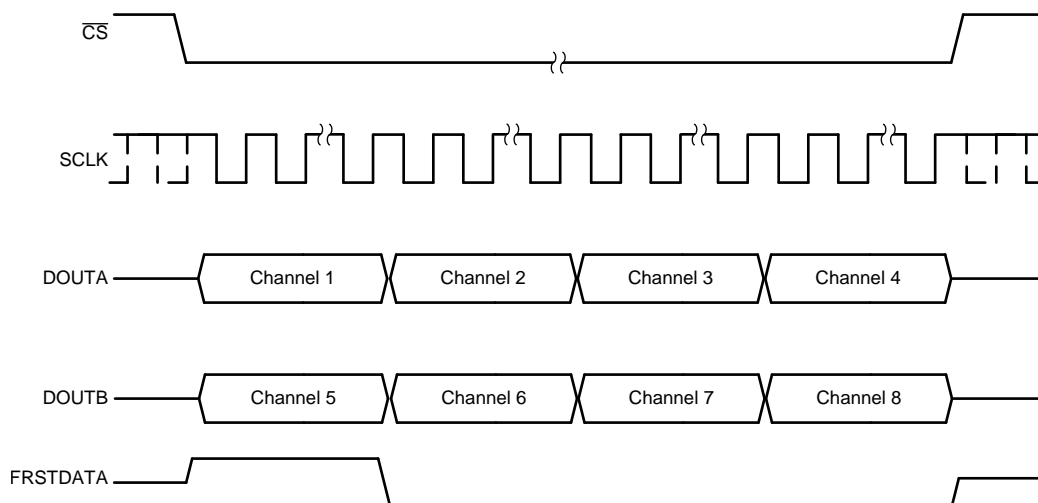 C̅S̅
SCLK
DOUTA
Channel 1
Channel 2
Channel 3
Channel 4
DOUTB
Channel 5
Channel 6
Channel 7
Channel 8
FRSTDATA